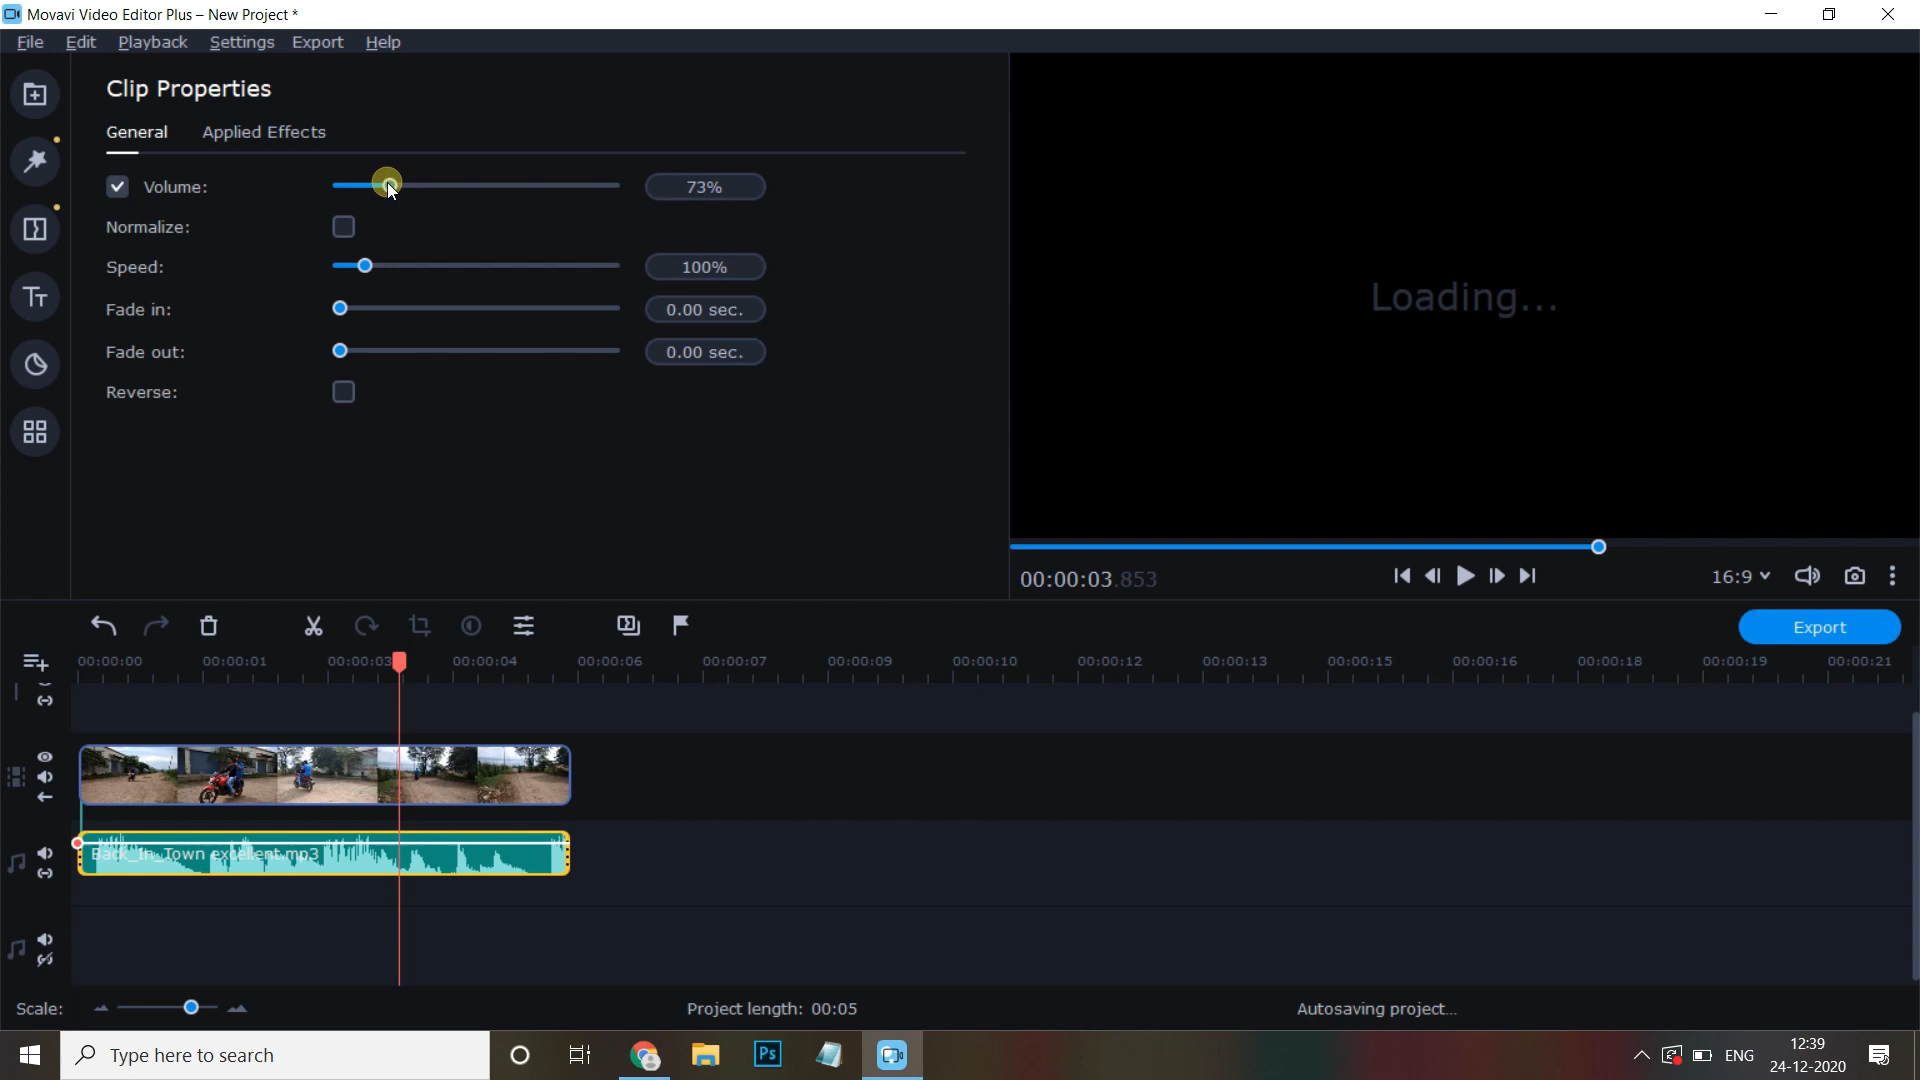 Movavi Video Editor Plus – New Project *
File Edit Playback Settings Export Help
Clip Properties
General Applied Effects
Volume: 73%
Normalize:
Speed: 100%
Fade in: 0.00 sec.
Fade out: 0.00 sec.
Reverse:
Loading...
00:00:03.853
16:9
Export
00:00:00 00:00:01 00:00:03 00:00:04 00:00:06 00:00:07 00:00:09 00:00:10 00:00:12 00:00:13 00:00:15 00:00:16 00:00:18 00:00:19 00:00:21
Back_In_Town excellent.mp3
Scale: Project length: 00:05 Autosaving project...
Type here to search
Ps
ENG
12:39
24-12-2020